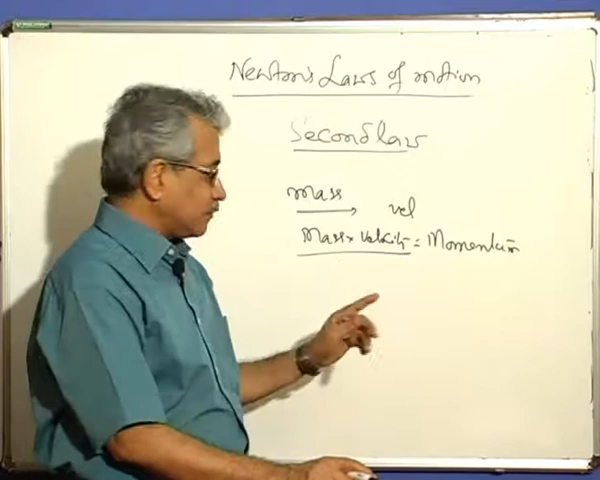 Newton's Laws of motion
Second law
mass
vel
Mass × Velocity = Momentum